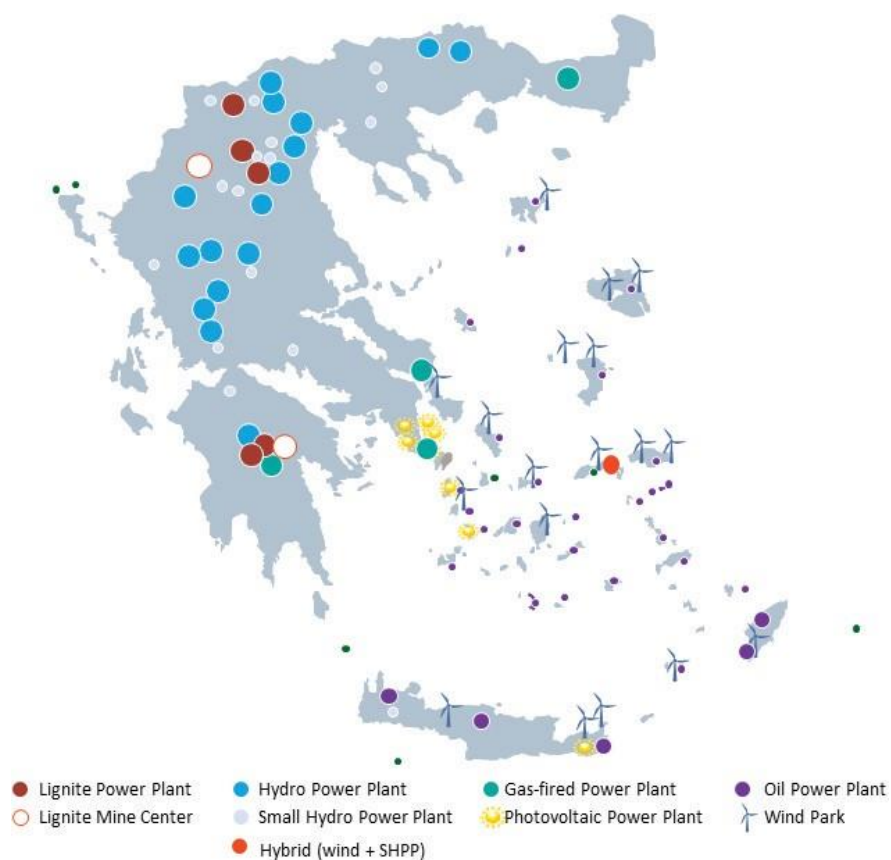 Lignite Power Plant Hydro Power Plant Gas-fired Power Plant Oil Power Plant
Lignite Mine Center Small Hydro Power Plant Photovoltaic Power Plant Wind Park
Hybrid (wind + SHPP)